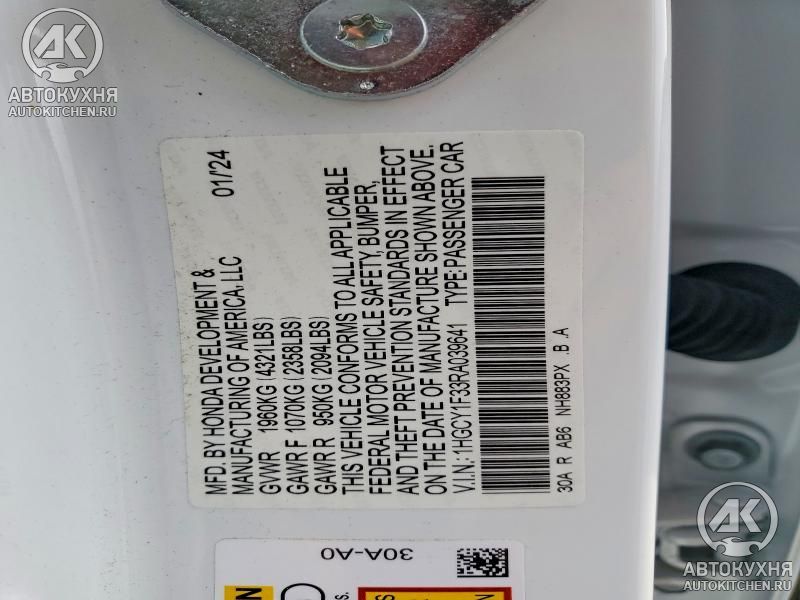 АВТОКУХНЯ
AUTOKITCHEN.RU
MFD. BY HONDA DEVELOPMENT &
MANUFACTURING OF AMERICA, LLC 01/'24
GVWR 1960KG (4321LBS)
GAWR F 1070KG (2358LBS)
GAWR R 950KG (2094LBS)
THIS VEHICLE CONFORMS TO ALL APPLICABLE
FEDERAL MOTOR VEHICLE SAFETY, BUMPER,
AND THEFT PREVENTION STANDARDS IN EFFECT
ON THE DATE OF MANUFACTURE SHOWN ABOVE.
V.I.N.: 1HGCY1F33RA039641 TYPE: PASSENGER CAR
30A R AB6 NH883PX .B .A
30A-A0
АВТОКУХНЯ
AUTOKITCHEN.RU